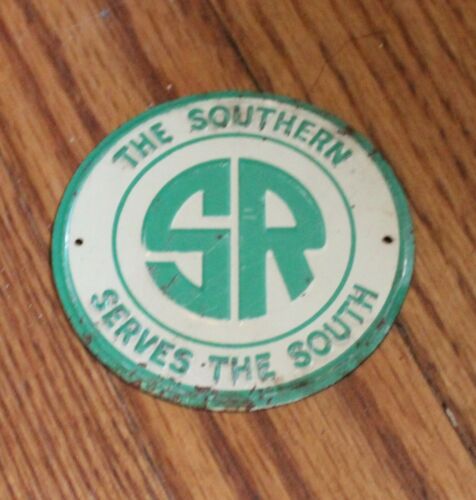 THE SOUTHERN
SR
SERVES THE SOUTH